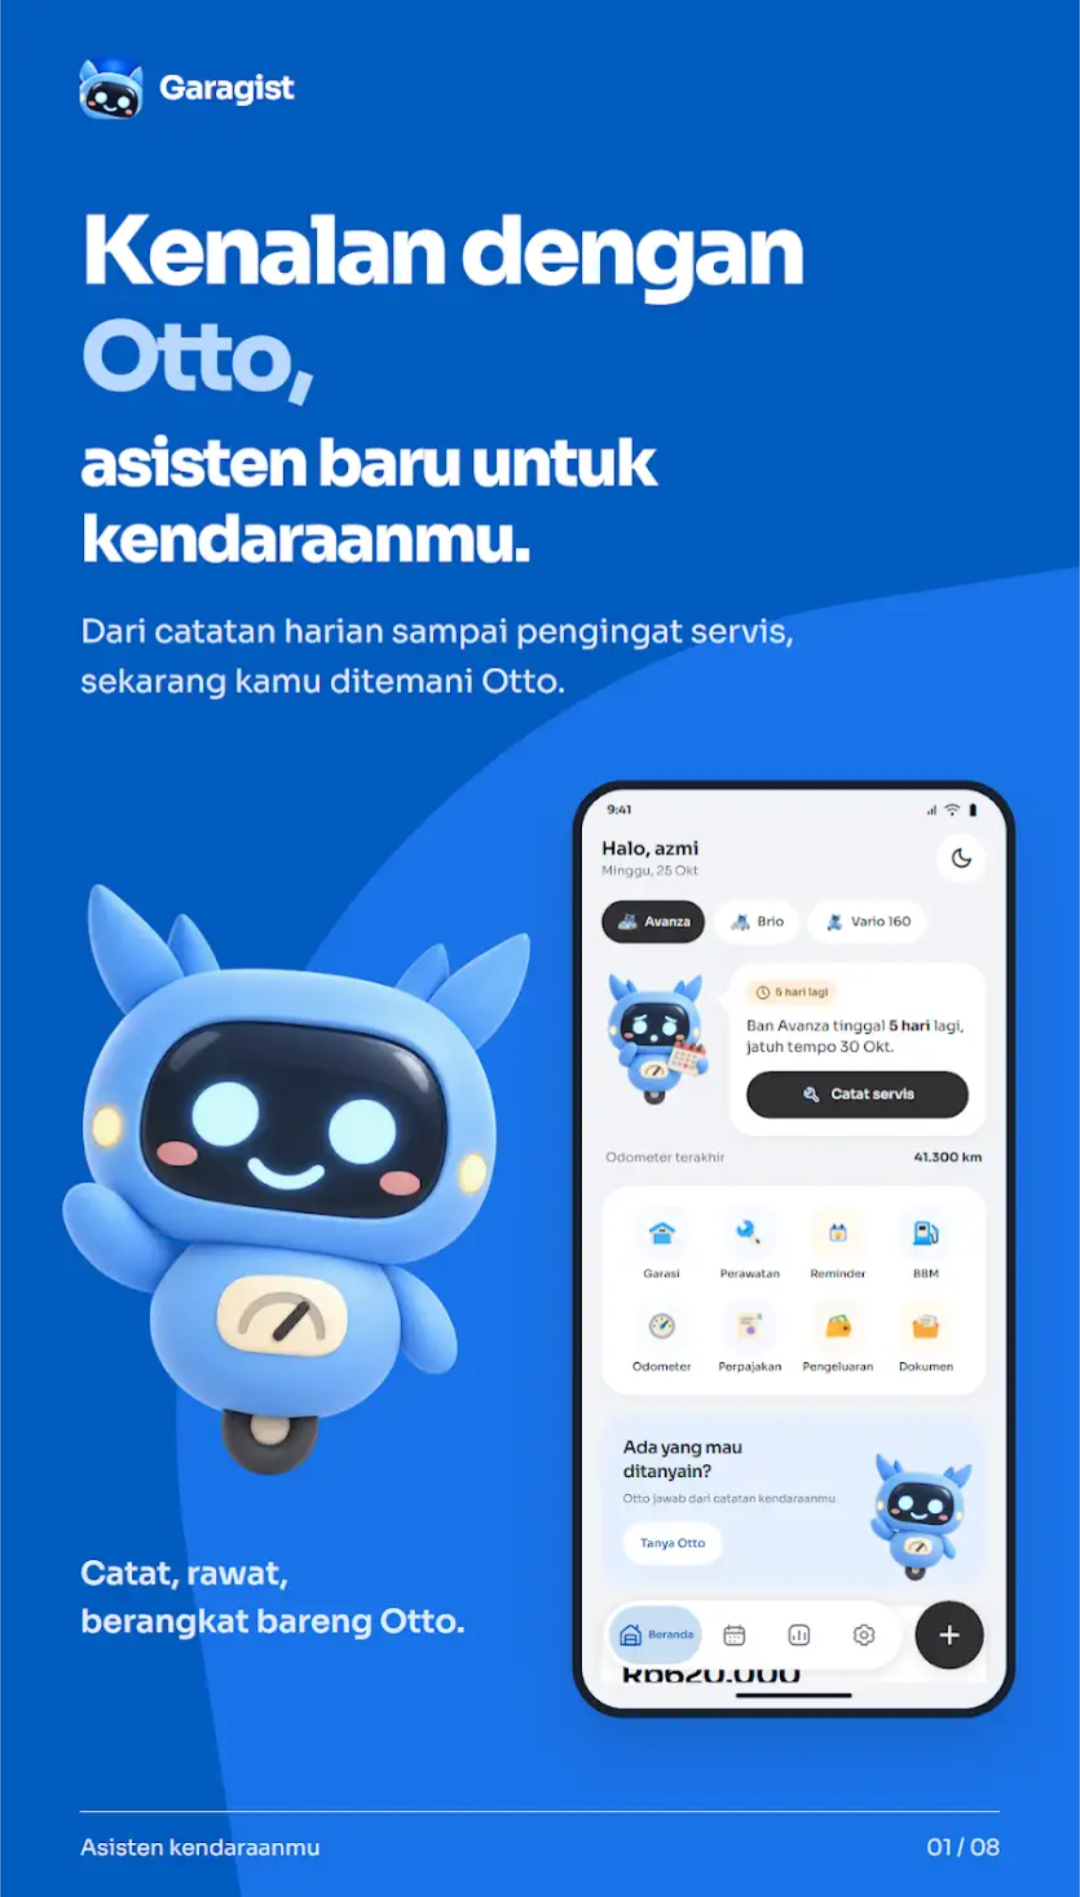 Garagist
Kenalan dengan
Otto,
asisten baru untuk
kendaraanmu.
Dari catatan harian sampai pengingat servis,
sekarang kamu ditemani Otto.
9:41
Halo, azmi
Minggu, 25 Okt
Avanza Brio Vario 160
5 hari lagi
Ban Avanza tinggal 5 hari lagi,
jatuh tempo 30 Okt.
Catat servis
Odometer terakhir 41.300 km
Garasi Perawatan Reminder BBM
Odometer Perpajakan Pengeluaran Dokumen
Ada yang mau
ditanyain?
Otto jawab dari catatan kendaraanmu.
Tanya Otto
Beranda
Rp620.000
Catat, rawat,
berangkat bareng Otto.
Asisten kendaraanmu 01 / 08